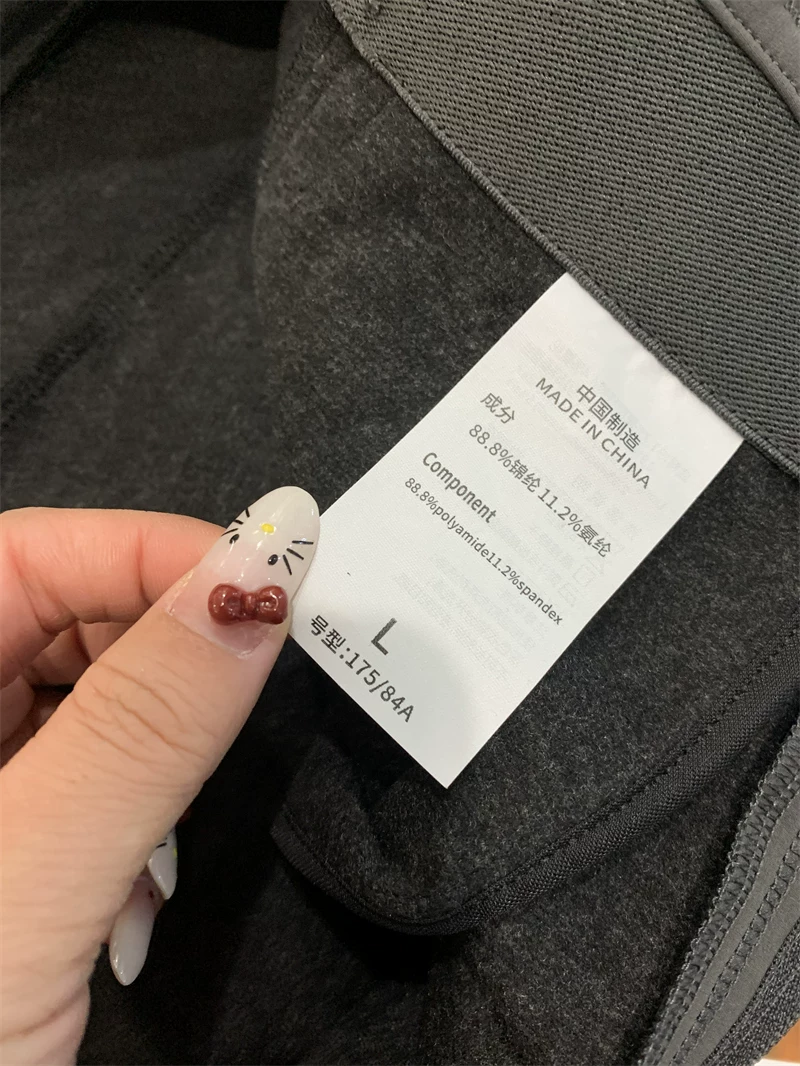 中国制造
MADE IN CHINA
成分
88.8%锦纶 11.2%氨纶
Component
88.8%polyamide11.2%spandex
L
号型:175/84A